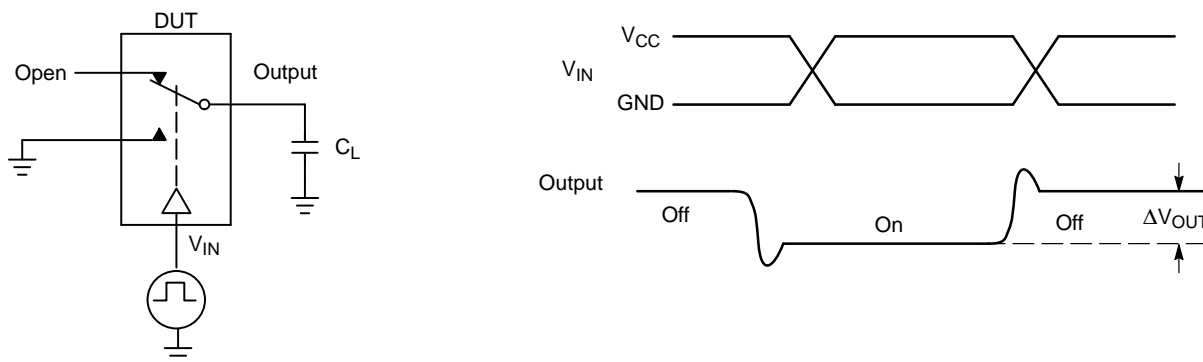 DUT
Open
Output
C_L
V_IN
V_CC
V_IN
GND
Output
Off
On
Off
ΔV_OUT